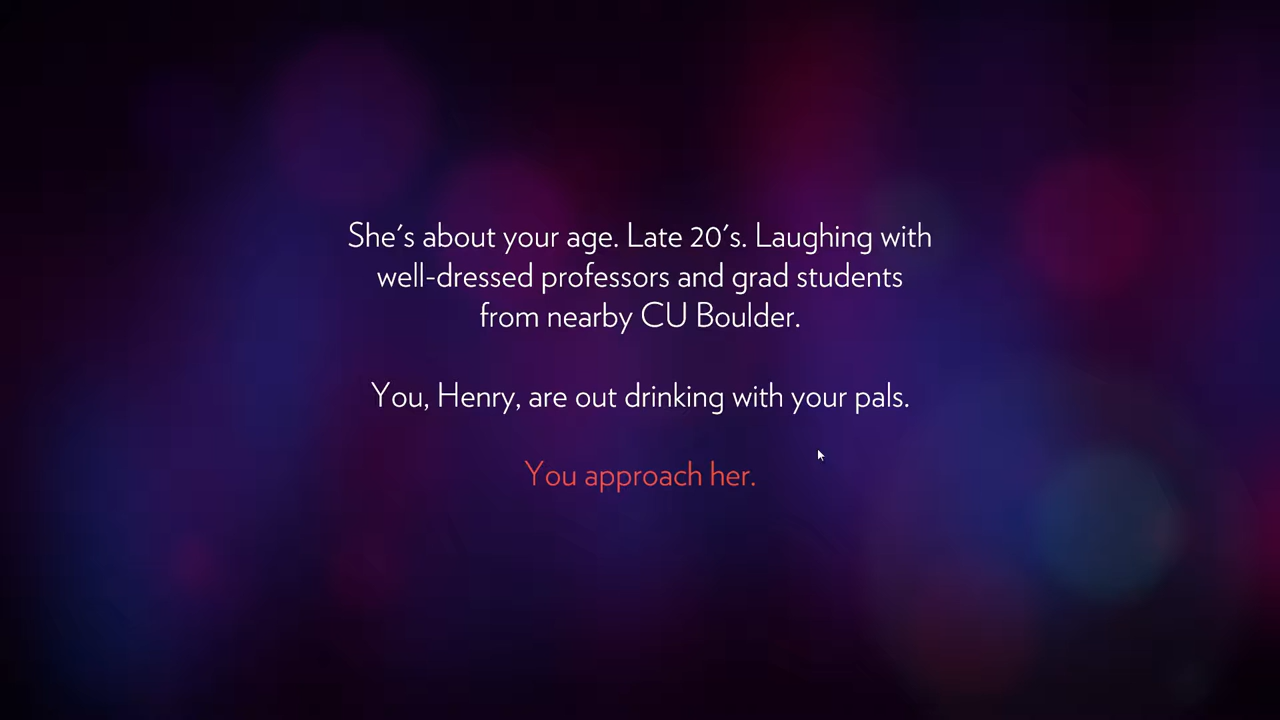 She's about your age. Late 20's. Laughing with
well-dressed professors and grad students
from nearby CU Boulder.
You, Henry, are out drinking with your pals.
You approach her.